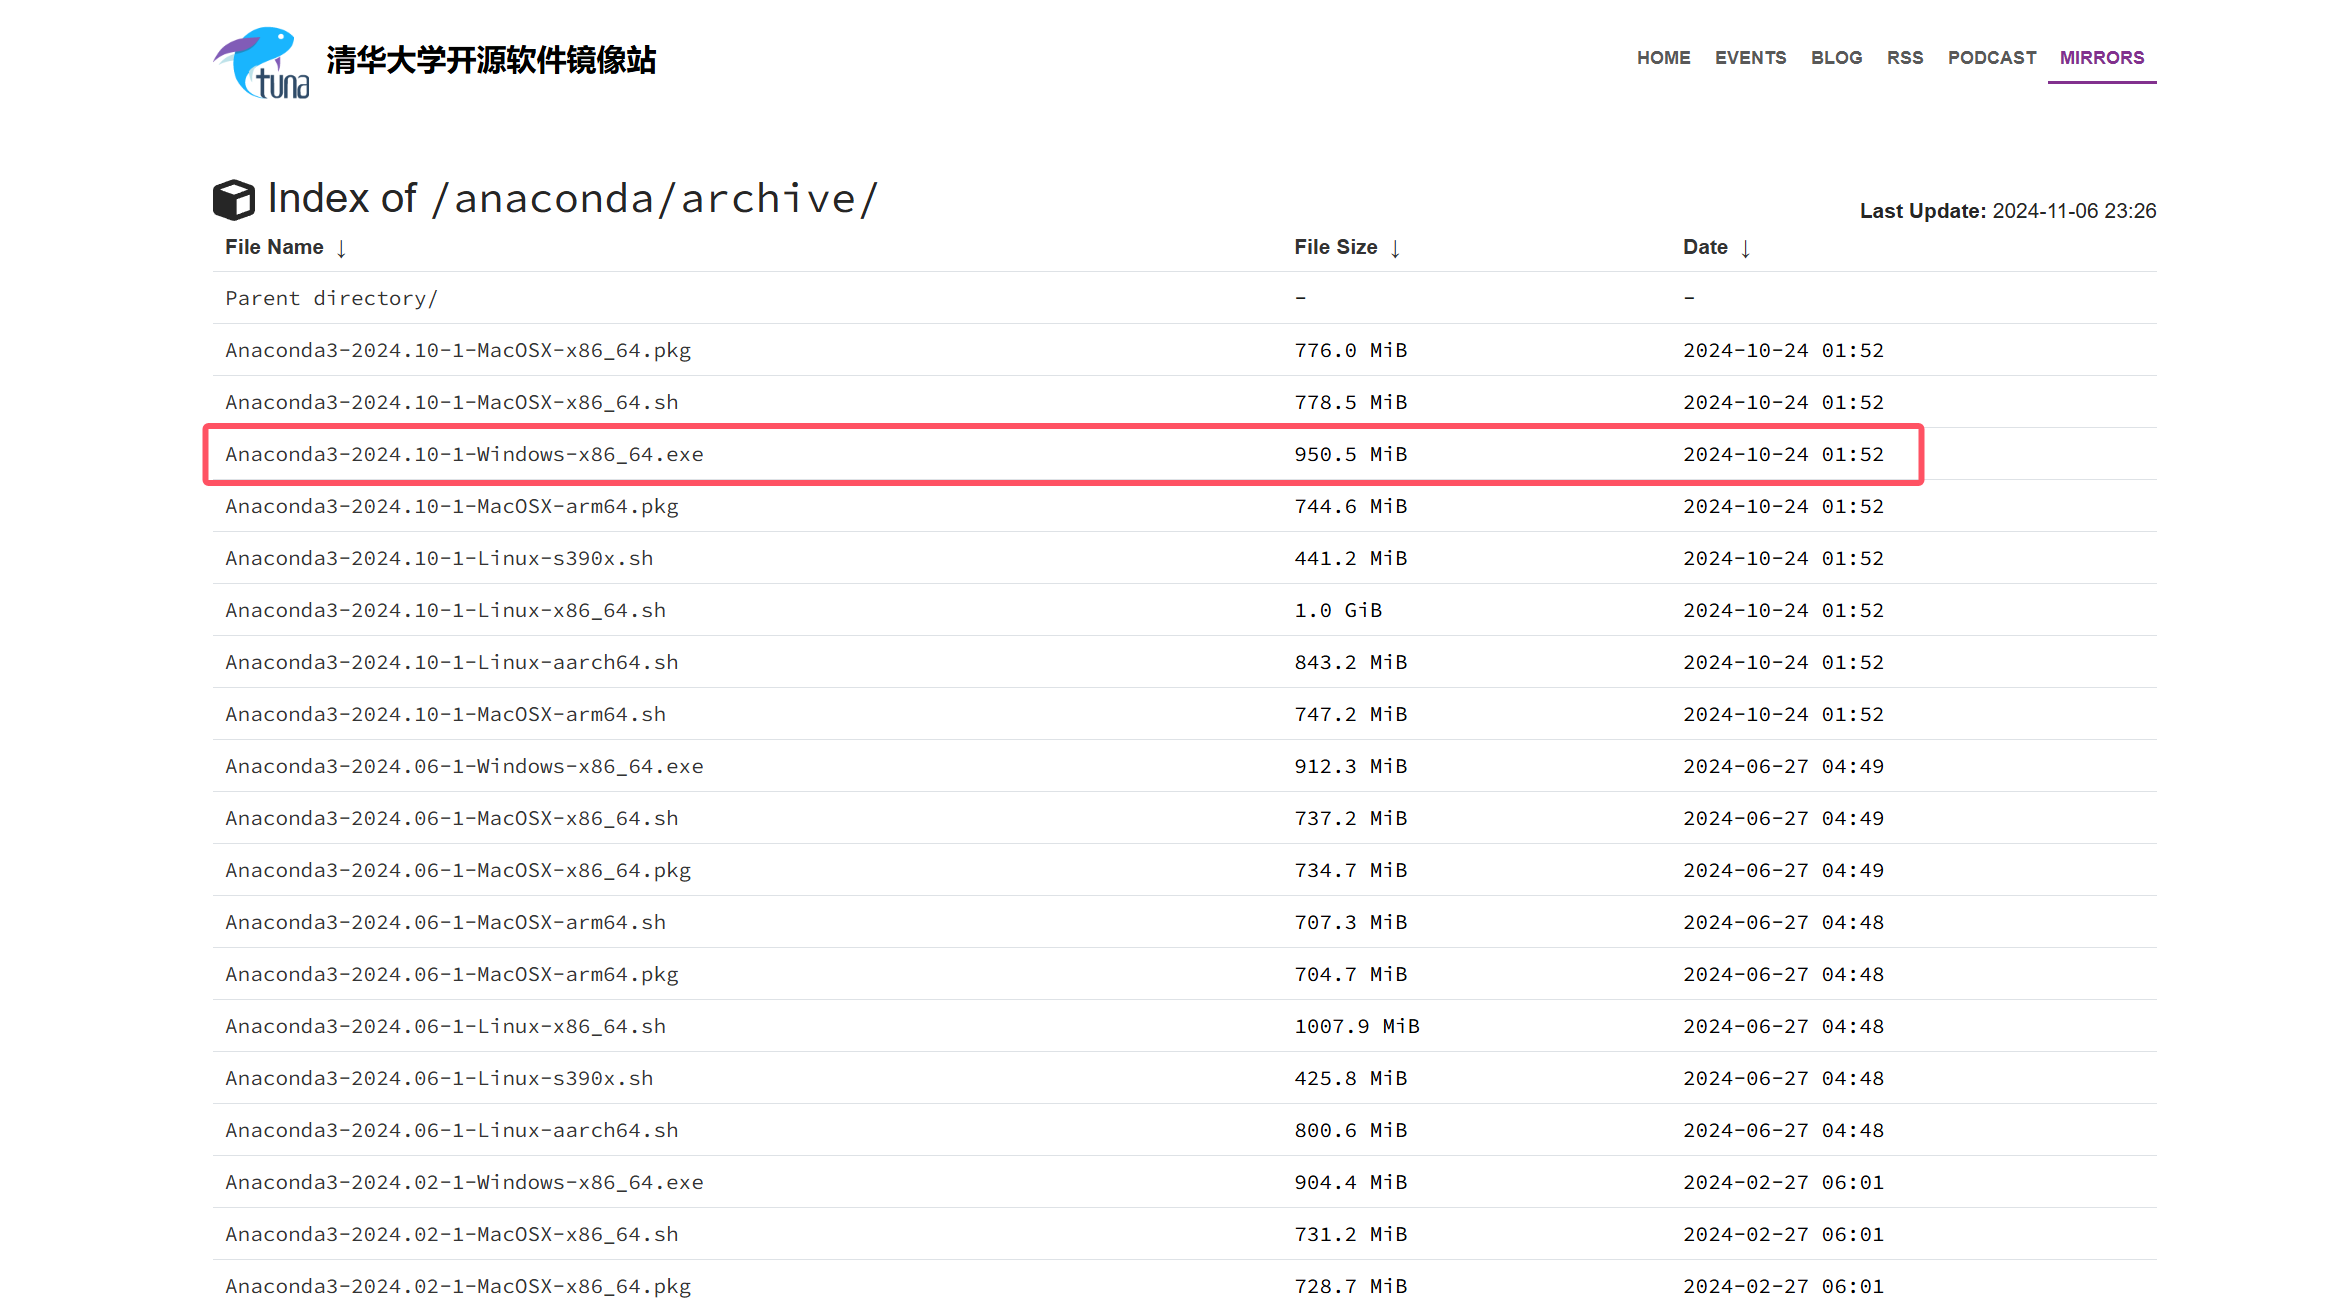 tuna
清华大学开源软件镜像站
HOME EVENTS BLOG RSS PODCAST MIRRORS
Index of /anaconda/archive/
Last Update: 2024-11-06 23:26
File Name ↓ File Size ↓ Date ↓
Parent directory/ - -
Anaconda3-2024.10-1-MacOSX-x86_64.pkg 776.0 MiB 2024-10-24 01:52
Anaconda3-2024.10-1-MacOSX-x86_64.sh 778.5 MiB 2024-10-24 01:52
Anaconda3-2024.10-1-Windows-x86_64.exe 950.5 MiB 2024-10-24 01:52
Anaconda3-2024.10-1-MacOSX-arm64.pkg 744.6 MiB 2024-10-24 01:52
Anaconda3-2024.10-1-Linux-s390x.sh 441.2 MiB 2024-10-24 01:52
Anaconda3-2024.10-1-Linux-x86_64.sh 1.0 GiB 2024-10-24 01:52
Anaconda3-2024.10-1-Linux-aarch64.sh 843.2 MiB 2024-10-24 01:52
Anaconda3-2024.10-1-MacOSX-arm64.sh 747.2 MiB 2024-10-24 01:52
Anaconda3-2024.06-1-Windows-x86_64.exe 912.3 MiB 2024-06-27 04:49
Anaconda3-2024.06-1-MacOSX-x86_64.sh 737.2 MiB 2024-06-27 04:49
Anaconda3-2024.06-1-MacOSX-x86_64.pkg 734.7 MiB 2024-06-27 04:49
Anaconda3-2024.06-1-MacOSX-arm64.sh 707.3 MiB 2024-06-27 04:48
Anaconda3-2024.06-1-MacOSX-arm64.pkg 704.7 MiB 2024-06-27 04:48
Anaconda3-2024.06-1-Linux-x86_64.sh 1007.9 MiB 2024-06-27 04:48
Anaconda3-2024.06-1-Linux-s390x.sh 425.8 MiB 2024-06-27 04:48
Anaconda3-2024.06-1-Linux-aarch64.sh 800.6 MiB 2024-06-27 04:48
Anaconda3-2024.02-1-Windows-x86_64.exe 904.4 MiB 2024-02-27 06:01
Anaconda3-2024.02-1-MacOSX-x86_64.sh 731.2 MiB 2024-02-27 06:01
Anaconda3-2024.02-1-MacOSX-x86_64.pkg 728.7 MiB 2024-02-27 06:01